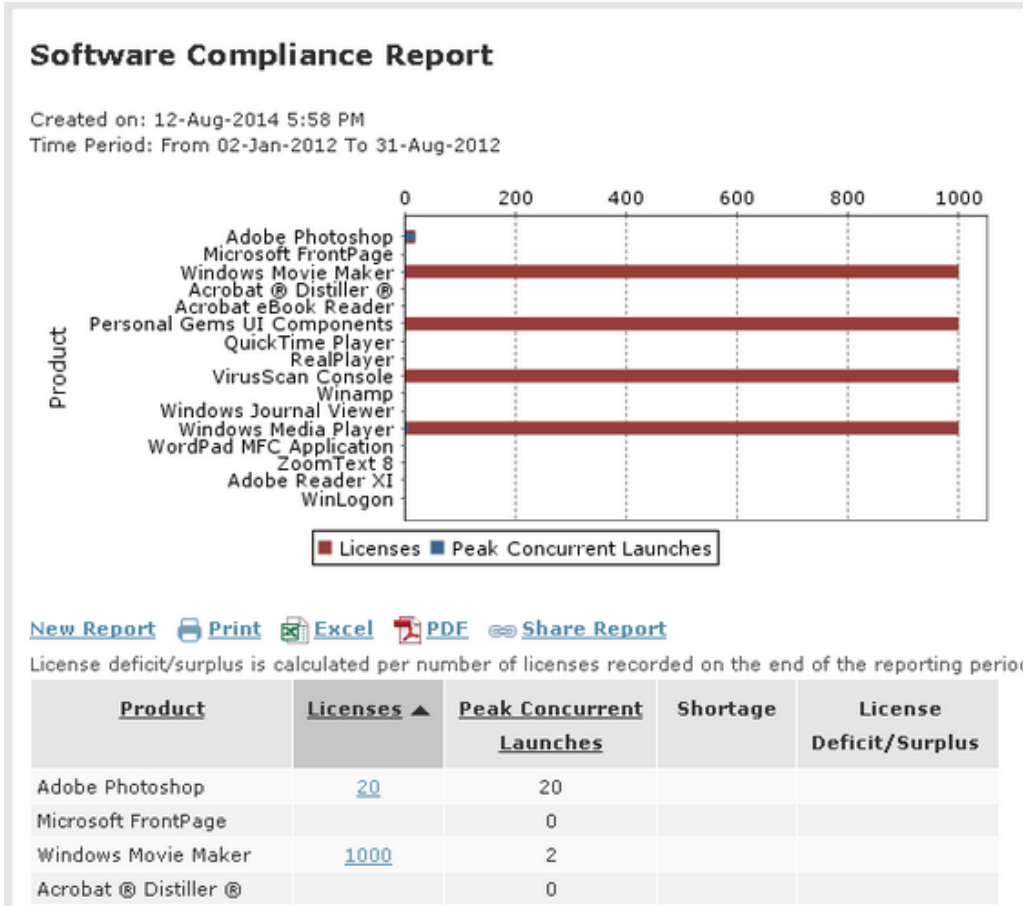 Software Compliance Report
Created on: 12-Aug-2014 5:58 PM
Time Period: From 02-Jan-2012 To 31-Aug-2012
0 200 400 600 800 1000
Product
Adobe Photoshop
Microsoft FrontPage
Windows Movie Maker
Acrobat ® Distiller ®
Acrobat eBook Reader
Personal Gems UI Components
QuickTime Player
RealPlayer
VirusScan Console
Winamp
Windows Journal Viewer
Windows Media Player
WordPad MFC Application
ZoomText 8
Adobe Reader XI
WinLogon
Licenses Peak Concurrent Launches
New Report Print Excel PDF Share Report
License deficit/surplus is calculated per number of licenses recorded on the end of the reporting perio
Product Licenses ▲ Peak Concurrent Shortage License
Launches Deficit/Surplus
Adobe Photoshop 20 20
Microsoft FrontPage 0
Windows Movie Maker 1000 2
Acrobat ® Distiller ® 0